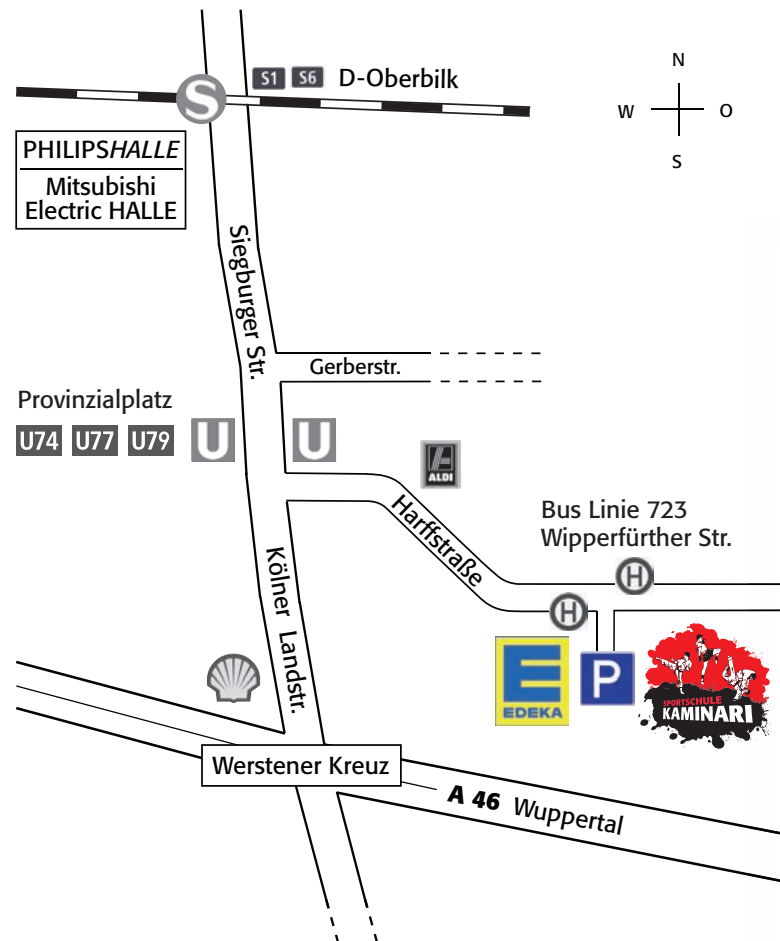 S1 S6 D-Oberbilk
S
N
W O
S
PHILIPSHALLE
Mitsubishi
Electric HALLE
Siegburger Str.
Gerberstr.
Provinzialplatz
U74 U77 U79 U U
ALDI
Harffstraße
Bus Linie 723
Wipperfürther Str.
H
H
Kölner Landstr.
EDEKA
P
SPORTSCHULE
KAMINARI
Werstener Kreuz
A 46 Wuppertal